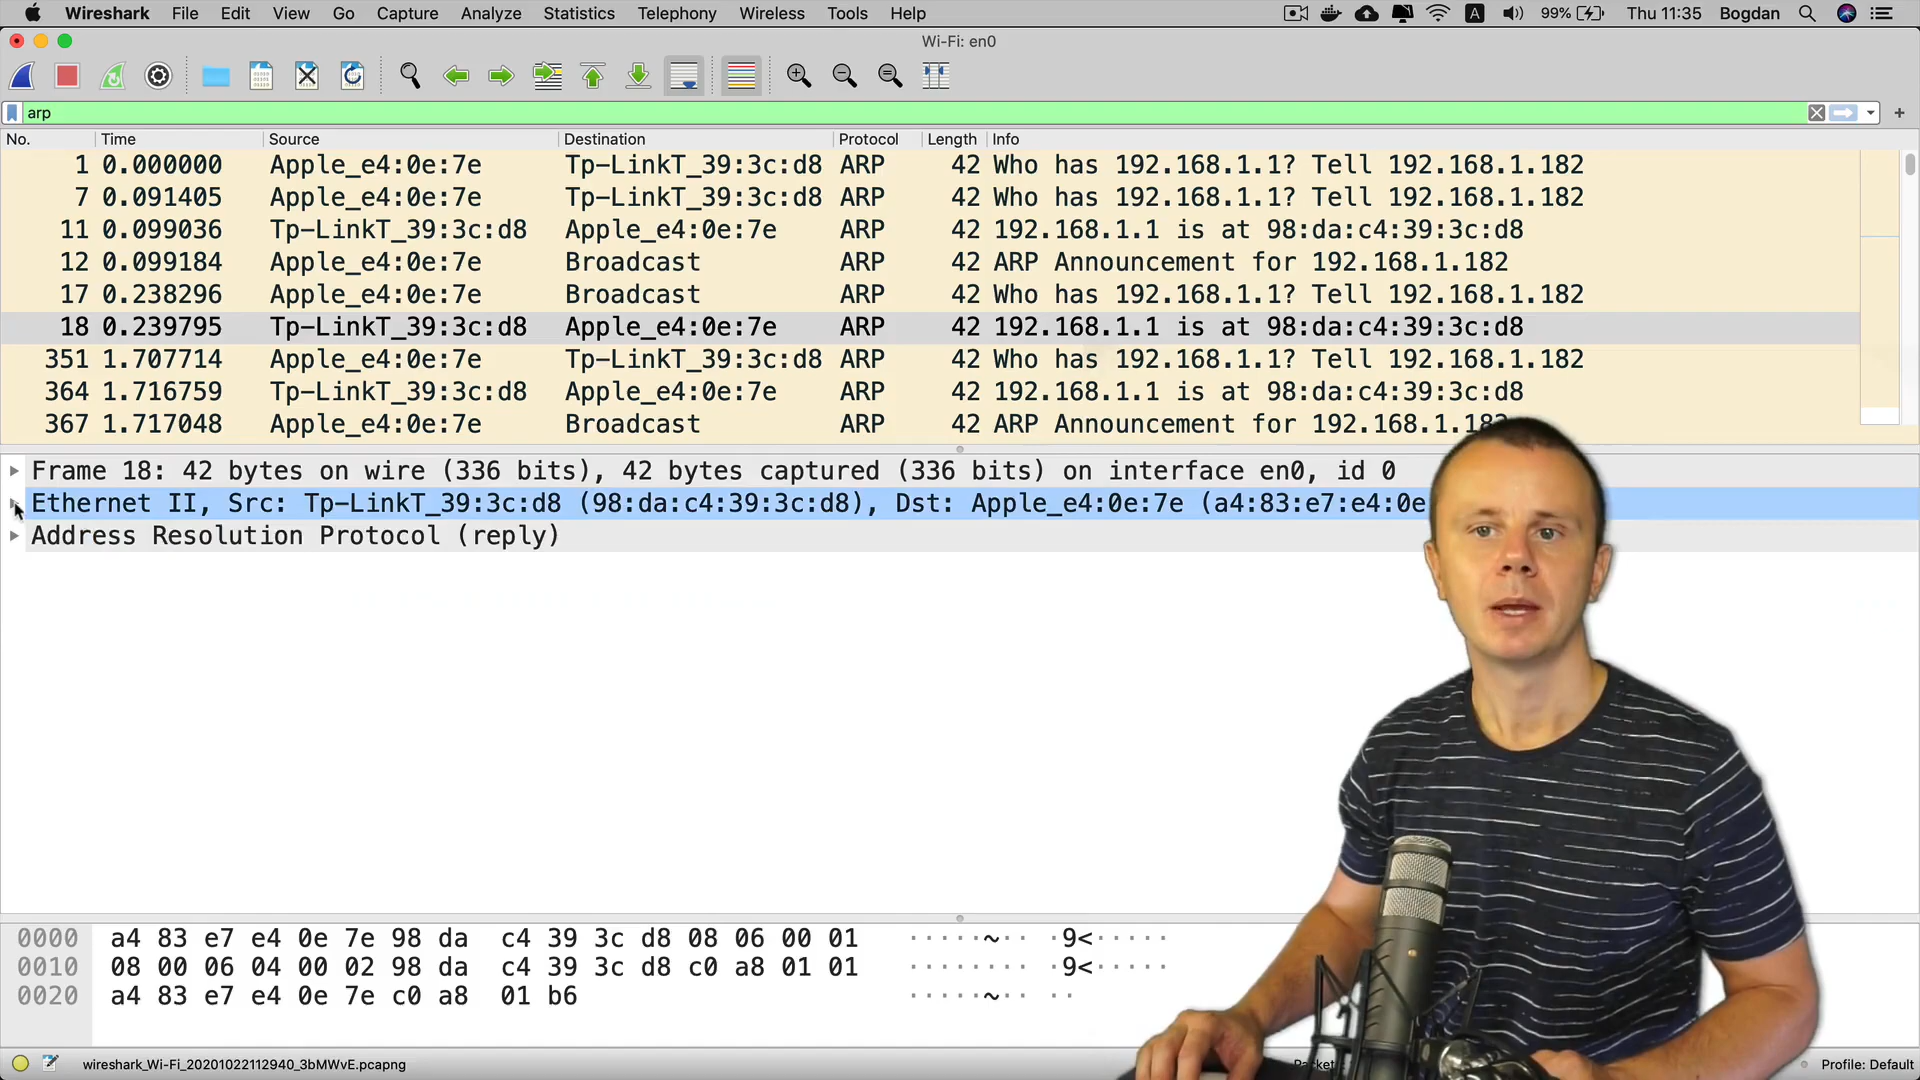 Wireshark File Edit View Go Capture Analyze Statistics Telephony Wireless Tools Help A 99% Thu 11:35 Bogdan
Wi-Fi: en0
arp
No. Time Source Destination Protocol Length Info
1 0.000000 Apple_e4:0e:7e Tp-LinkT_39:3c:d8 ARP 42 Who has 192.168.1.1? Tell 192.168.1.182
7 0.091405 Apple_e4:0e:7e Tp-LinkT_39:3c:d8 ARP 42 Who has 192.168.1.1? Tell 192.168.1.182
11 0.099036 Tp-LinkT_39:3c:d8 Apple_e4:0e:7e ARP 42 192.168.1.1 is at 98:da:c4:39:3c:d8
12 0.099184 Apple_e4:0e:7e Broadcast ARP 42 ARP Announcement for 192.168.1.182
17 0.238296 Apple_e4:0e:7e Broadcast ARP 42 Who has 192.168.1.1? Tell 192.168.1.182
18 0.239795 Tp-LinkT_39:3c:d8 Apple_e4:0e:7e ARP 42 192.168.1.1 is at 98:da:c4:39:3c:d8
351 1.707714 Apple_e4:0e:7e Tp-LinkT_39:3c:d8 ARP 42 Who has 192.168.1.1? Tell 192.168.1.182
364 1.716759 Tp-LinkT_39:3c:d8 Apple_e4:0e:7e ARP 42 192.168.1.1 is at 98:da:c4:39:3c:d8
367 1.717048 Apple_e4:0e:7e Broadcast ARP 42 ARP Announcement for 192.168.1.182
Frame 18: 42 bytes on wire (336 bits), 42 bytes captured (336 bits) on interface en0, id 0
Ethernet II, Src: Tp-LinkT_39:3c:d8 (98:da:c4:39:3c:d8), Dst: Apple_e4:0e:7e (a4:83:e7:e4:0e
Address Resolution Protocol (reply)
0000 a4 83 e7 e4 0e 7e 98 da c4 39 3c d8 08 06 00 01 ·····~·· ·9<·····
0010 08 00 06 04 00 02 98 da c4 39 3c d8 c0 a8 01 01 ········ ·9<·····
0020 a4 83 e7 e4 0e 7e c0 a8 01 b6 ·····~·· ··
wireshark_Wi-Fi_20201022112940_3bMWvE.pcapng Packet Profile: Default